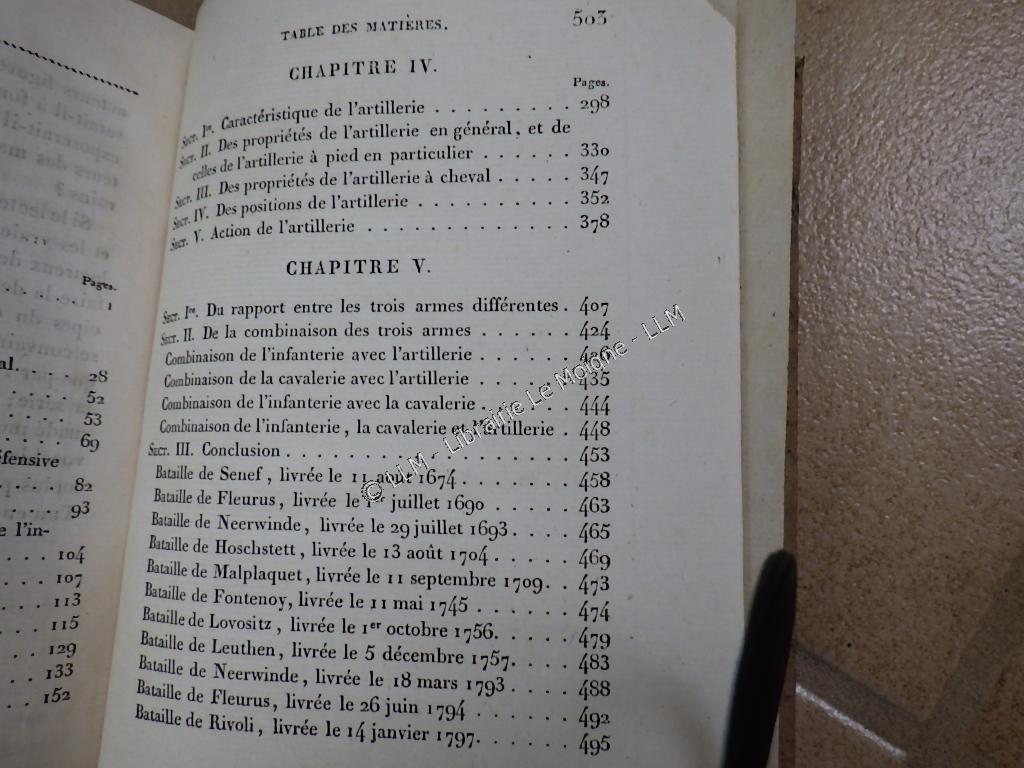 TABLE DES MATIÈRES. 503
CHAPITRE IV.
Pages.
Sect. Ire. Caractéristique de l'artillerie . . . . . . . . . 298
Sect. II. Des propriétés de l'artillerie en général, et de
celles de l'artillerie à pied en particulier . . . . . . 330
Sect. III. Des propriétés de l'artillerie à cheval . . . . . 347
Sect. IV. Des positions de l'artillerie . . . . . . . . . . 352
Sect. V. Action de l'artillerie . . . . . . . . . . . . . 378
CHAPITRE V.
Sect. Ire. Du rapport entre les trois armes différentes. 407
Sect. II. De la combinaison des trois armes . . . . . . 424
Combinaison de l'infanterie avec l'artillerie . . . . . . 426
Combinaison de la cavalerie avec l'artillerie . . . . . . 435
Combinaison de l'infanterie avec la cavalerie . . . . . . 444
Combinaison de l'infanterie, la cavalerie et l'artillerie . 448
Sect. III. Conclusion . . . . . . . . . . . . . . . . . 453
Bataille de Senef, livrée le 11 août 1674. . . . . . . . 458
Bataille de Fleurus, livrée le 1er juillet 1690 . . . . . 463
Bataille de Neerwinde, livrée le 29 juillet 1693. . . . . 465
Bataille de Hoschstett, livrée le 13 août 1704. . . . . . 469
Bataille de Malplaquet, livrée le 11 septembre 1709. . 473
Bataille de Fontenoy, livrée le 11 mai 1745 . . . . . . 474
Bataille de Lovositz, livrée le 1er octobre 1756. . . . . 479
Bataille de Leuthen, livrée le 5 décembre 1757. . . . 483
Bataille de Neerwinde, livrée le 18 mars 1793 . . . . 488
Bataille de Fleurus, livrée le 26 juin 1794 . . . . . . 492
Bataille de Rivoli, livrée le 14 janvier 1797. . . . . . 495
© LLM - Librairie Le Moione - LLM
Pages.
1
28
52
53
69
82
93
104
107
113
115
129
133
152